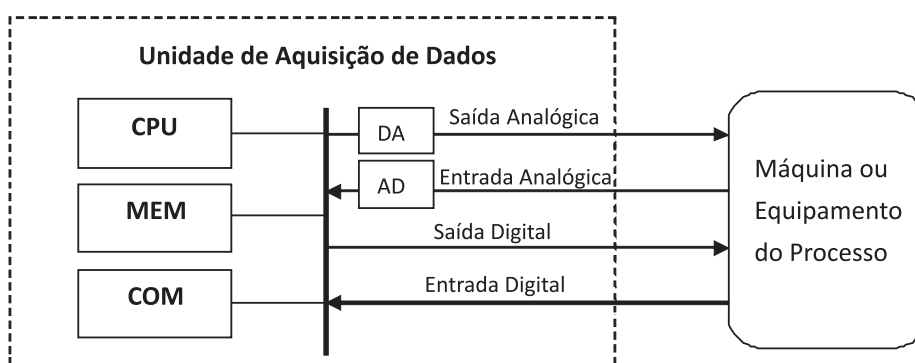 Unidade de Aquisição de Dados
CPU
MEM
COM
DA
AD
Saída Analógica
Entrada Analógica
Saída Digital
Entrada Digital
Máquina ou
Equipamento
do Processo